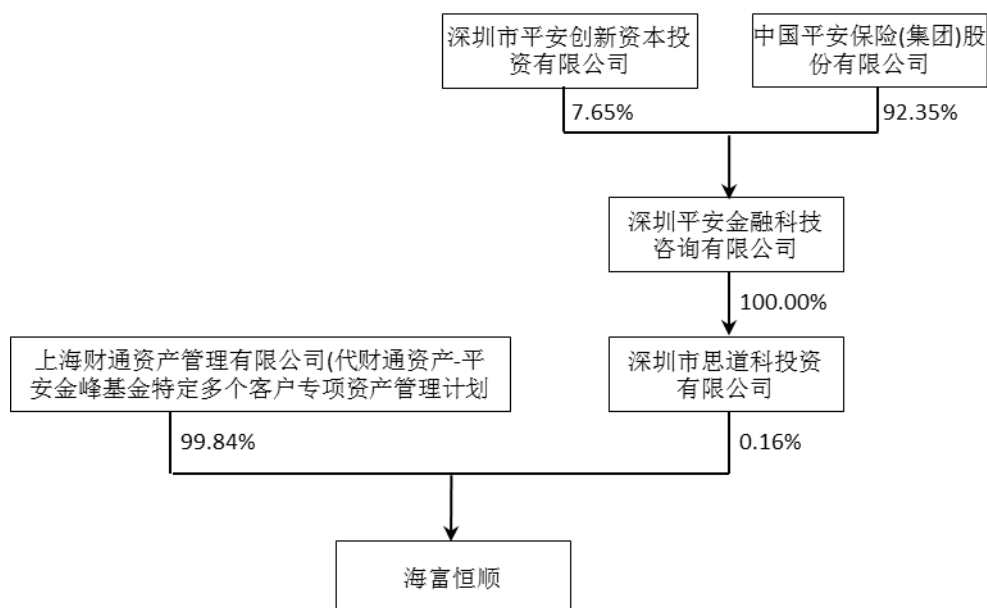 深圳市平安创新资本投
资有限公司
中国平安保险(集团)股
份有限公司
7.65%
92.35%
深圳平安金融科技
咨询有限公司
100.00%
上海财通资产管理有限公司(代财通资产-平
安金峰基金特定多个客户专项资产管理计划
深圳市思道科投资
有限公司
99.84%
0.16%
海富恒顺